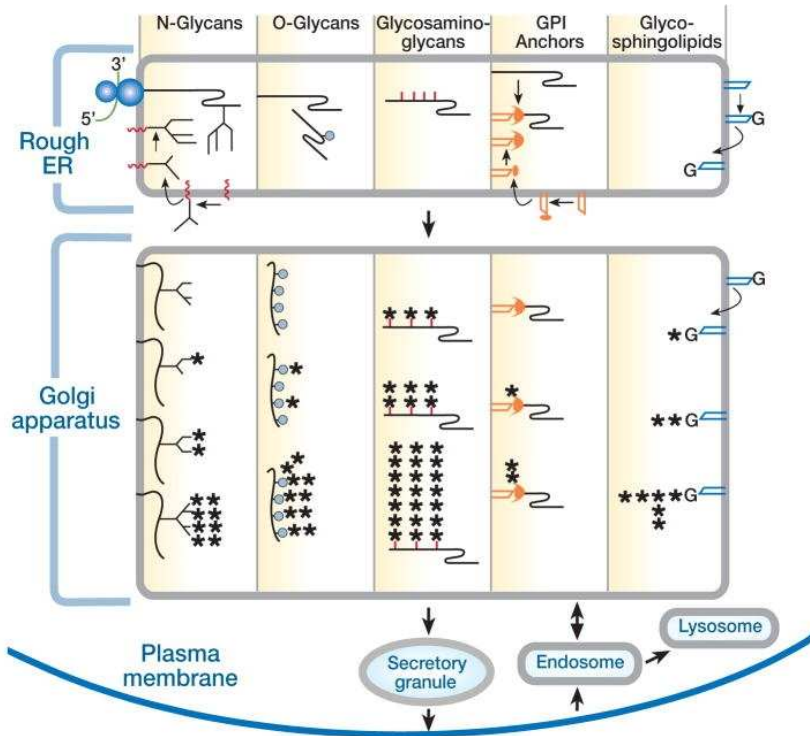 N-Glycans
O-Glycans
Glycosamino-
glycans
GPI
Anchors
Glyco-
sphingolipids
3'
5'
Rough
ER
G
G
Golgi
apparatus
G
G
G
G
Plasma
membrane
Secretory
granule
Endosome
Lysosome